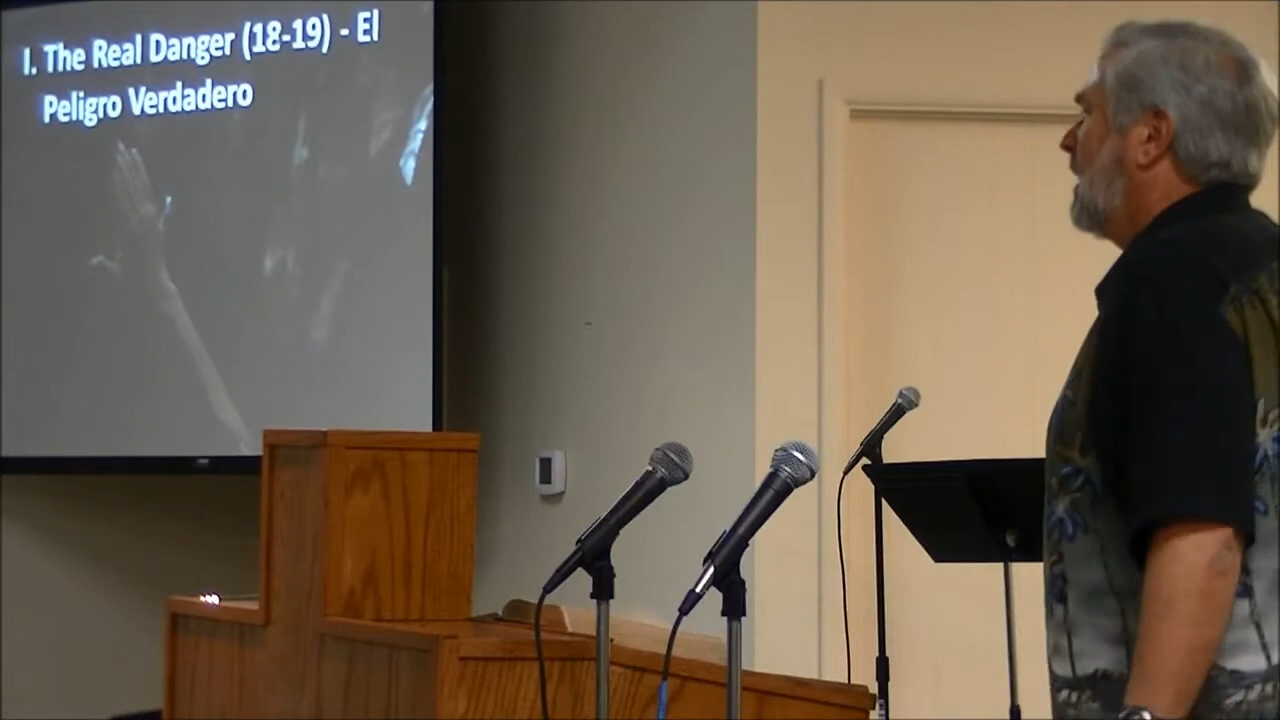 I. The Real Danger (18-19) - El
Peligro Verdadero